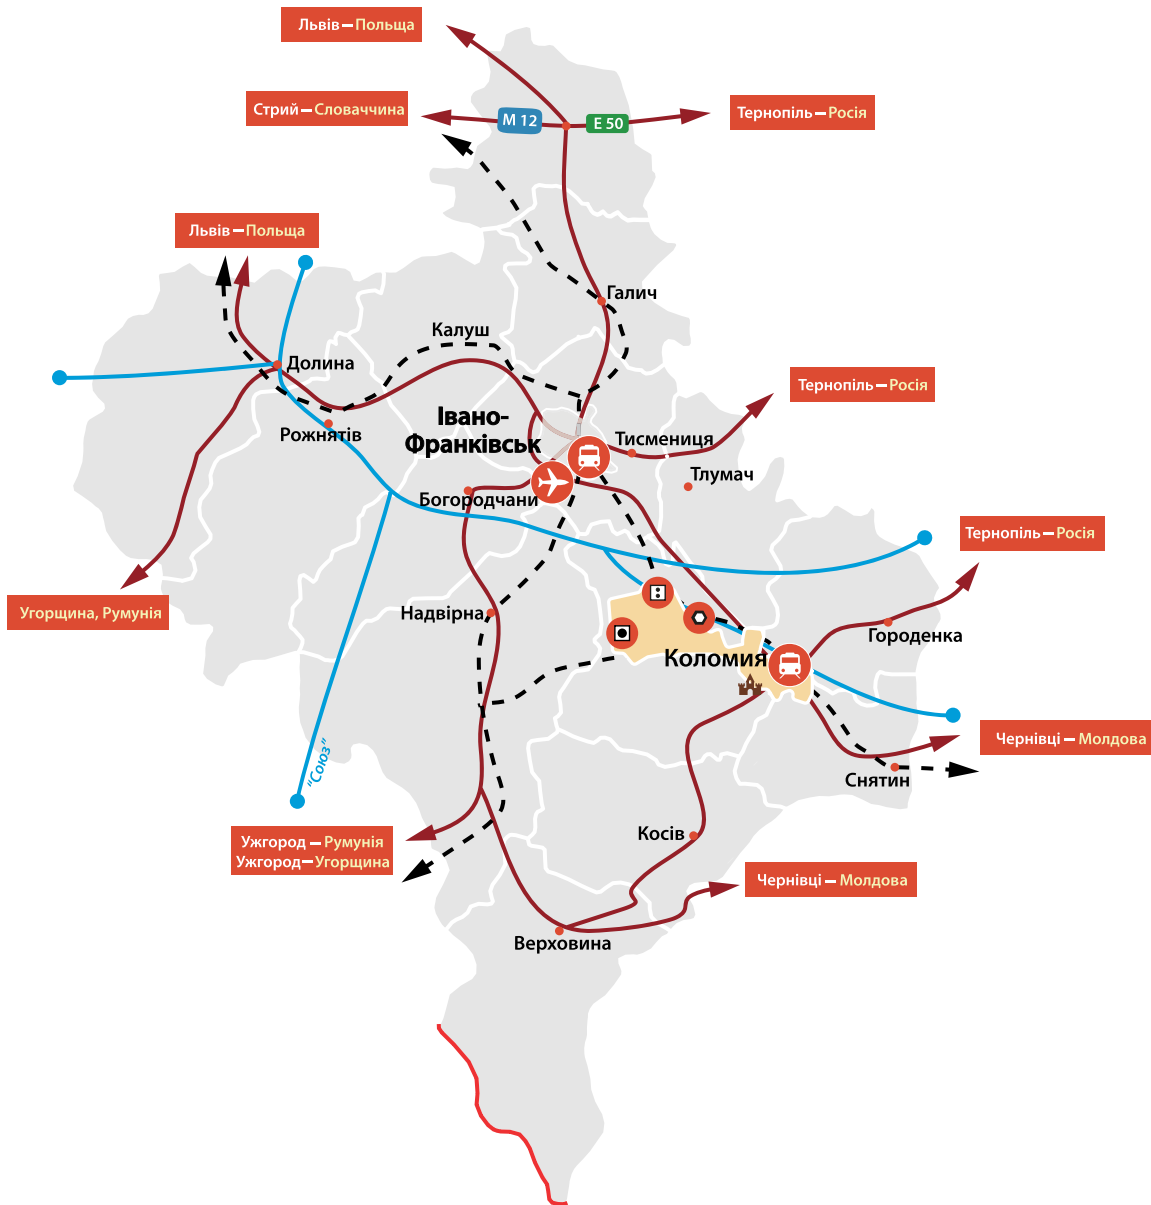 Львів – Польща
Стрий – Словаччина
М 12
Е 50
Тернопіль – Росія
Львів – Польща
Галич
Калуш
Долина
Тернопіль – Росія
Івано-
Франківськ
Рожнятів
Тисмениця
Тлумач
Богородчани
Тернопіль – Росія
Угорщина, Румунія
Надвірна
Городенка
Коломия
Чернівці – Молдова
"Союз"
Снятин
Косів
Ужгород – Румунія
Ужгород – Угорщина
Чернівці – Молдова
Верховина